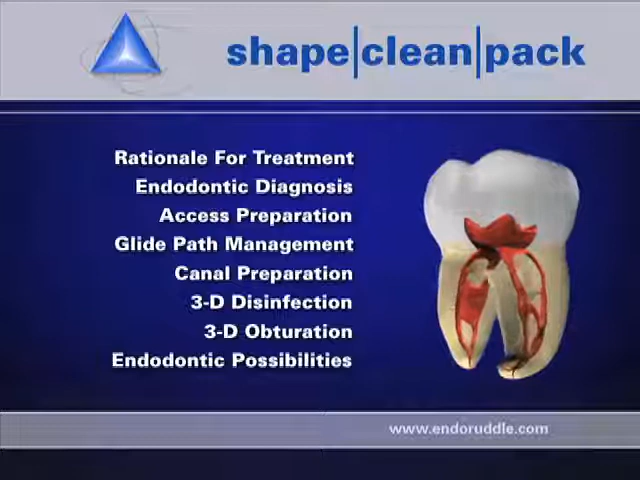 shape|clean|pack
Rationale For Treatment
Endodontic Diagnosis
Access Preparation
Glide Path Management
Canal Preparation
3-D Disinfection
3-D Obturation
Endodontic Possibilities
www.endoruddle.com